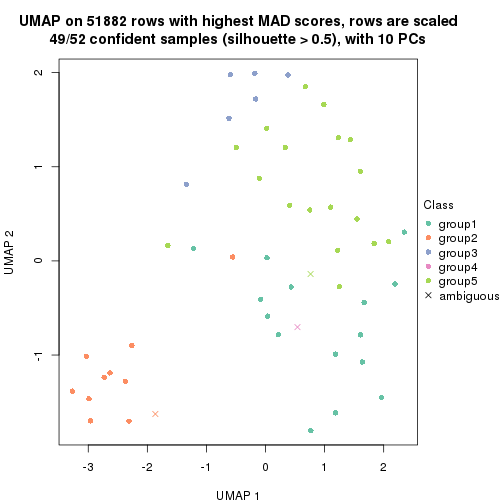 UMAP on 51882 rows with highest MAD scores, rows are scaled
49/52 confident samples (silhouette > 0.5), with 10 PCs
2
1
0
-1
UMAP 2
-3
-2
-1
0
1
2
UMAP 1
Class
group1
group2
group3
group4
group5
ambiguous